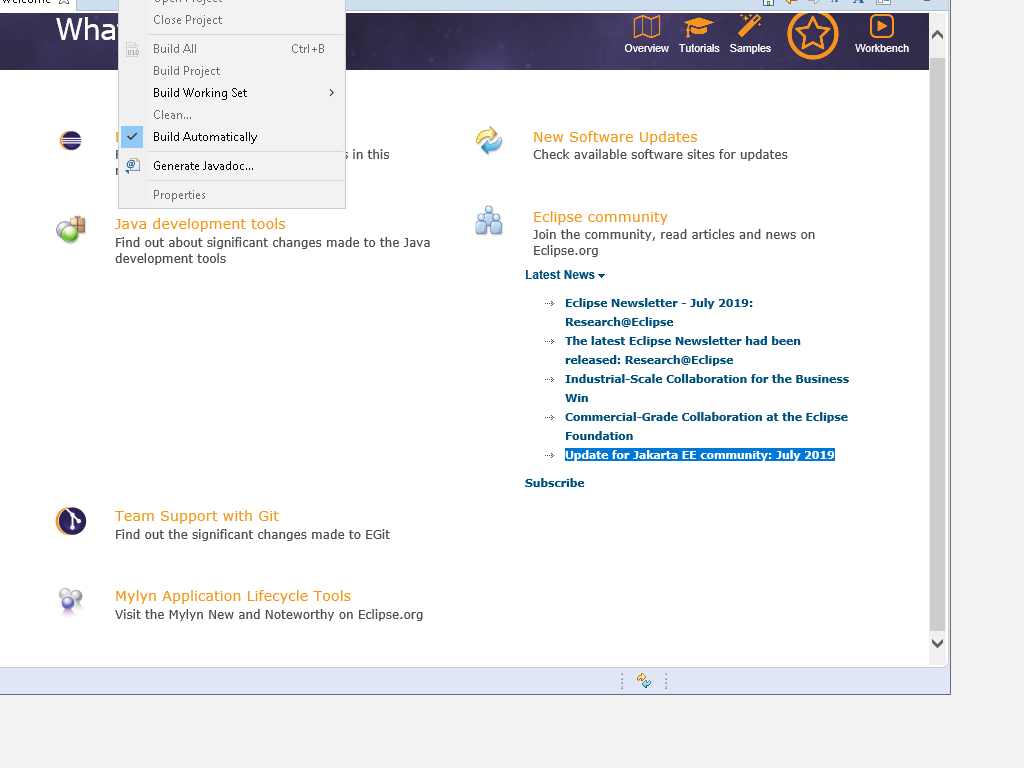 Welcome
Open Project
Close Project
Build All Ctrl+B
Build Project
Build Working Set
Clean...
Build Automatically
Generate Javadoc...
Properties
What
Overview
Tutorials
Samples
Workbench
s in this
Java development tools
Find out about significant changes made to the Java
development tools
Team Support with Git
Find out the significant changes made to EGit
Mylyn Application Lifecycle Tools
Visit the Mylyn New and Noteworthy on Eclipse.org
New Software Updates
Check available software sites for updates
Eclipse community
Join the community, read articles and news on
Eclipse.org
Latest News
Eclipse Newsletter - July 2019:
Research@Eclipse
The latest Eclipse Newsletter had been
released: Research@Eclipse
Industrial-Scale Collaboration for the Business
Win
Commercial-Grade Collaboration at the Eclipse
Foundation
Update for Jakarta EE community: July 2019
Subscribe